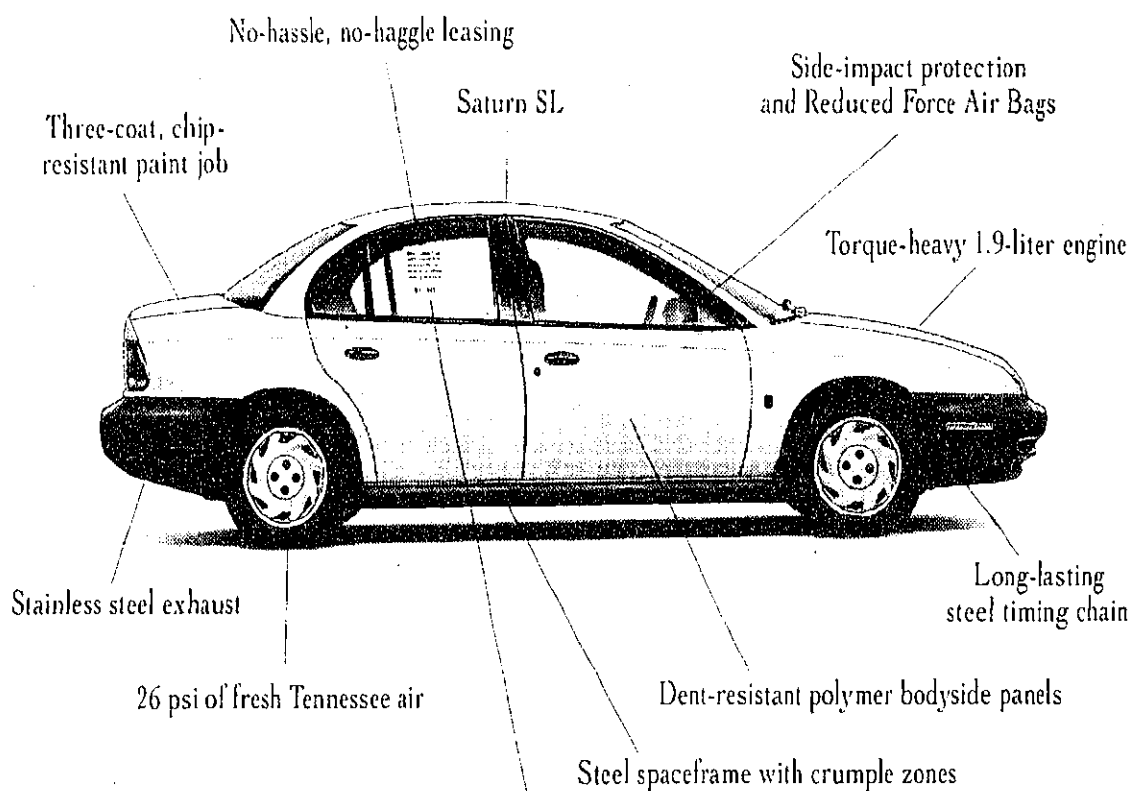 No-hassle, no-haggle leasing
Side-impact protection
and Reduced Force Air Bags
Saturn SL
Three-coat, chip-
resistant paint job
Torque-heavy 1.9-liter engine
Stainless steel exhaust
Long-lasting
steel timing chain
26 psi of fresh Tennessee air
Dent-resistant polymer bodyside panels
Steel spaceframe with crumple zones